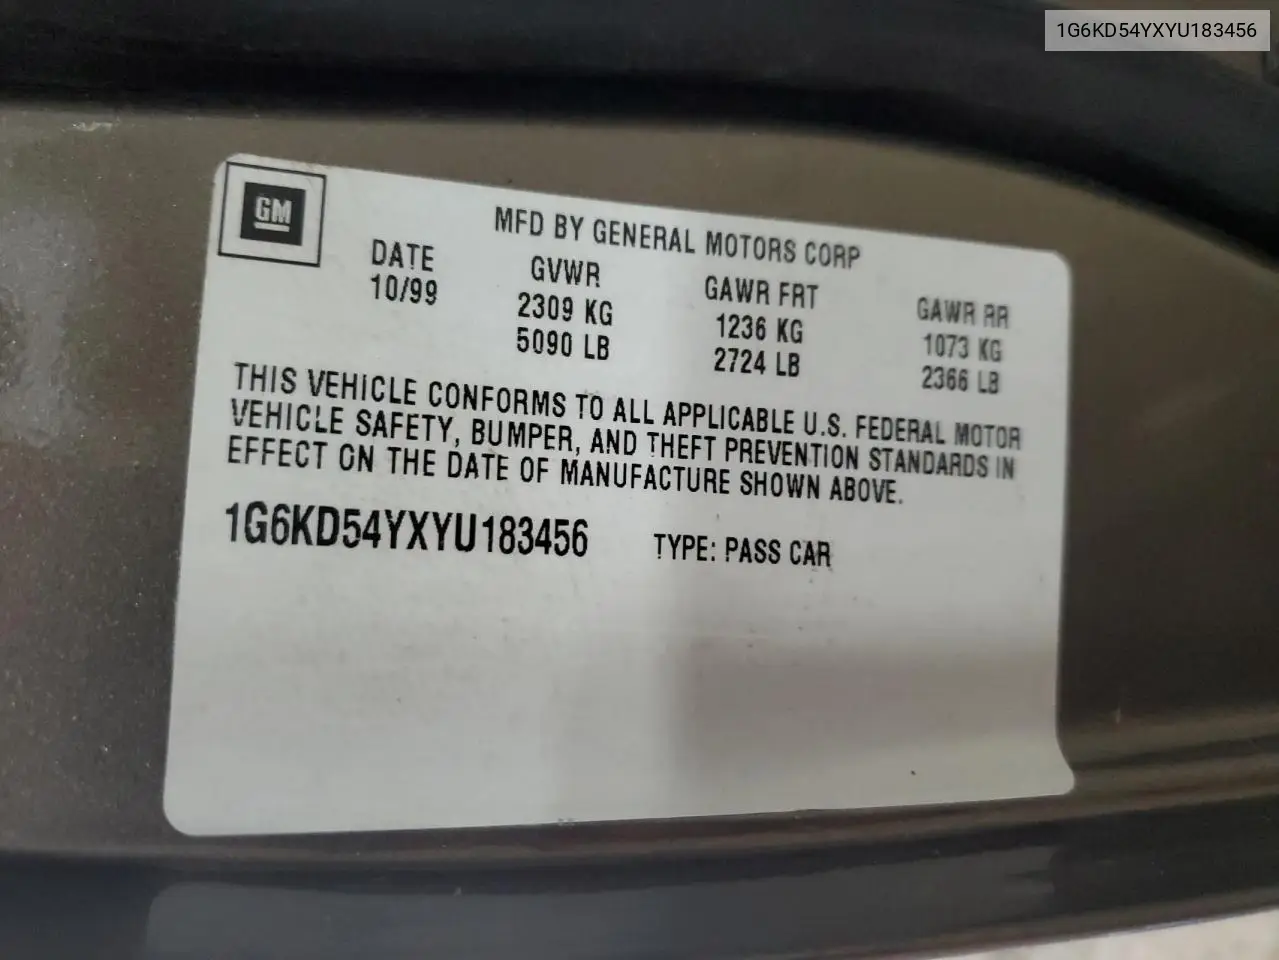 1G6KD54YXYU183456
GM
MFD BY GENERAL MOTORS CORP
DATE GVWR GAWR FRT GAWR RR
10/99 2309 KG 1236 KG 1073 KG
5090 LB 2724 LB 2366 LB
THIS VEHICLE CONFORMS TO ALL APPLICABLE U.S. FEDERAL MOTOR
VEHICLE SAFETY, BUMPER, AND THEFT PREVENTION STANDARDS IN
EFFECT ON THE DATE OF MANUFACTURE SHOWN ABOVE.
1G6KD54YXYU183456 TYPE: PASS CAR